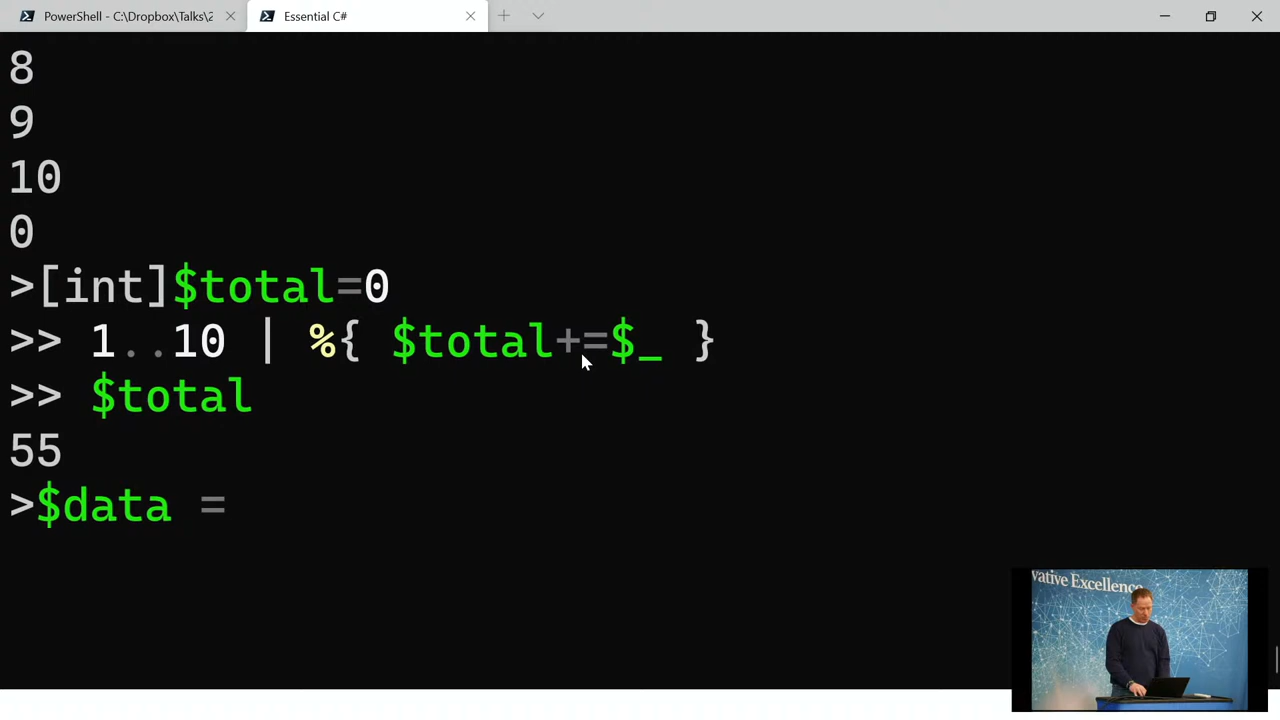 PowerShell - C:\Dropbox\Talks\2
Essential C#
8
9
10
0
>[int]$total=0
>> 1..10 | %{ $total+=$_ }
>> $total
55
>$data =
vative Excellence